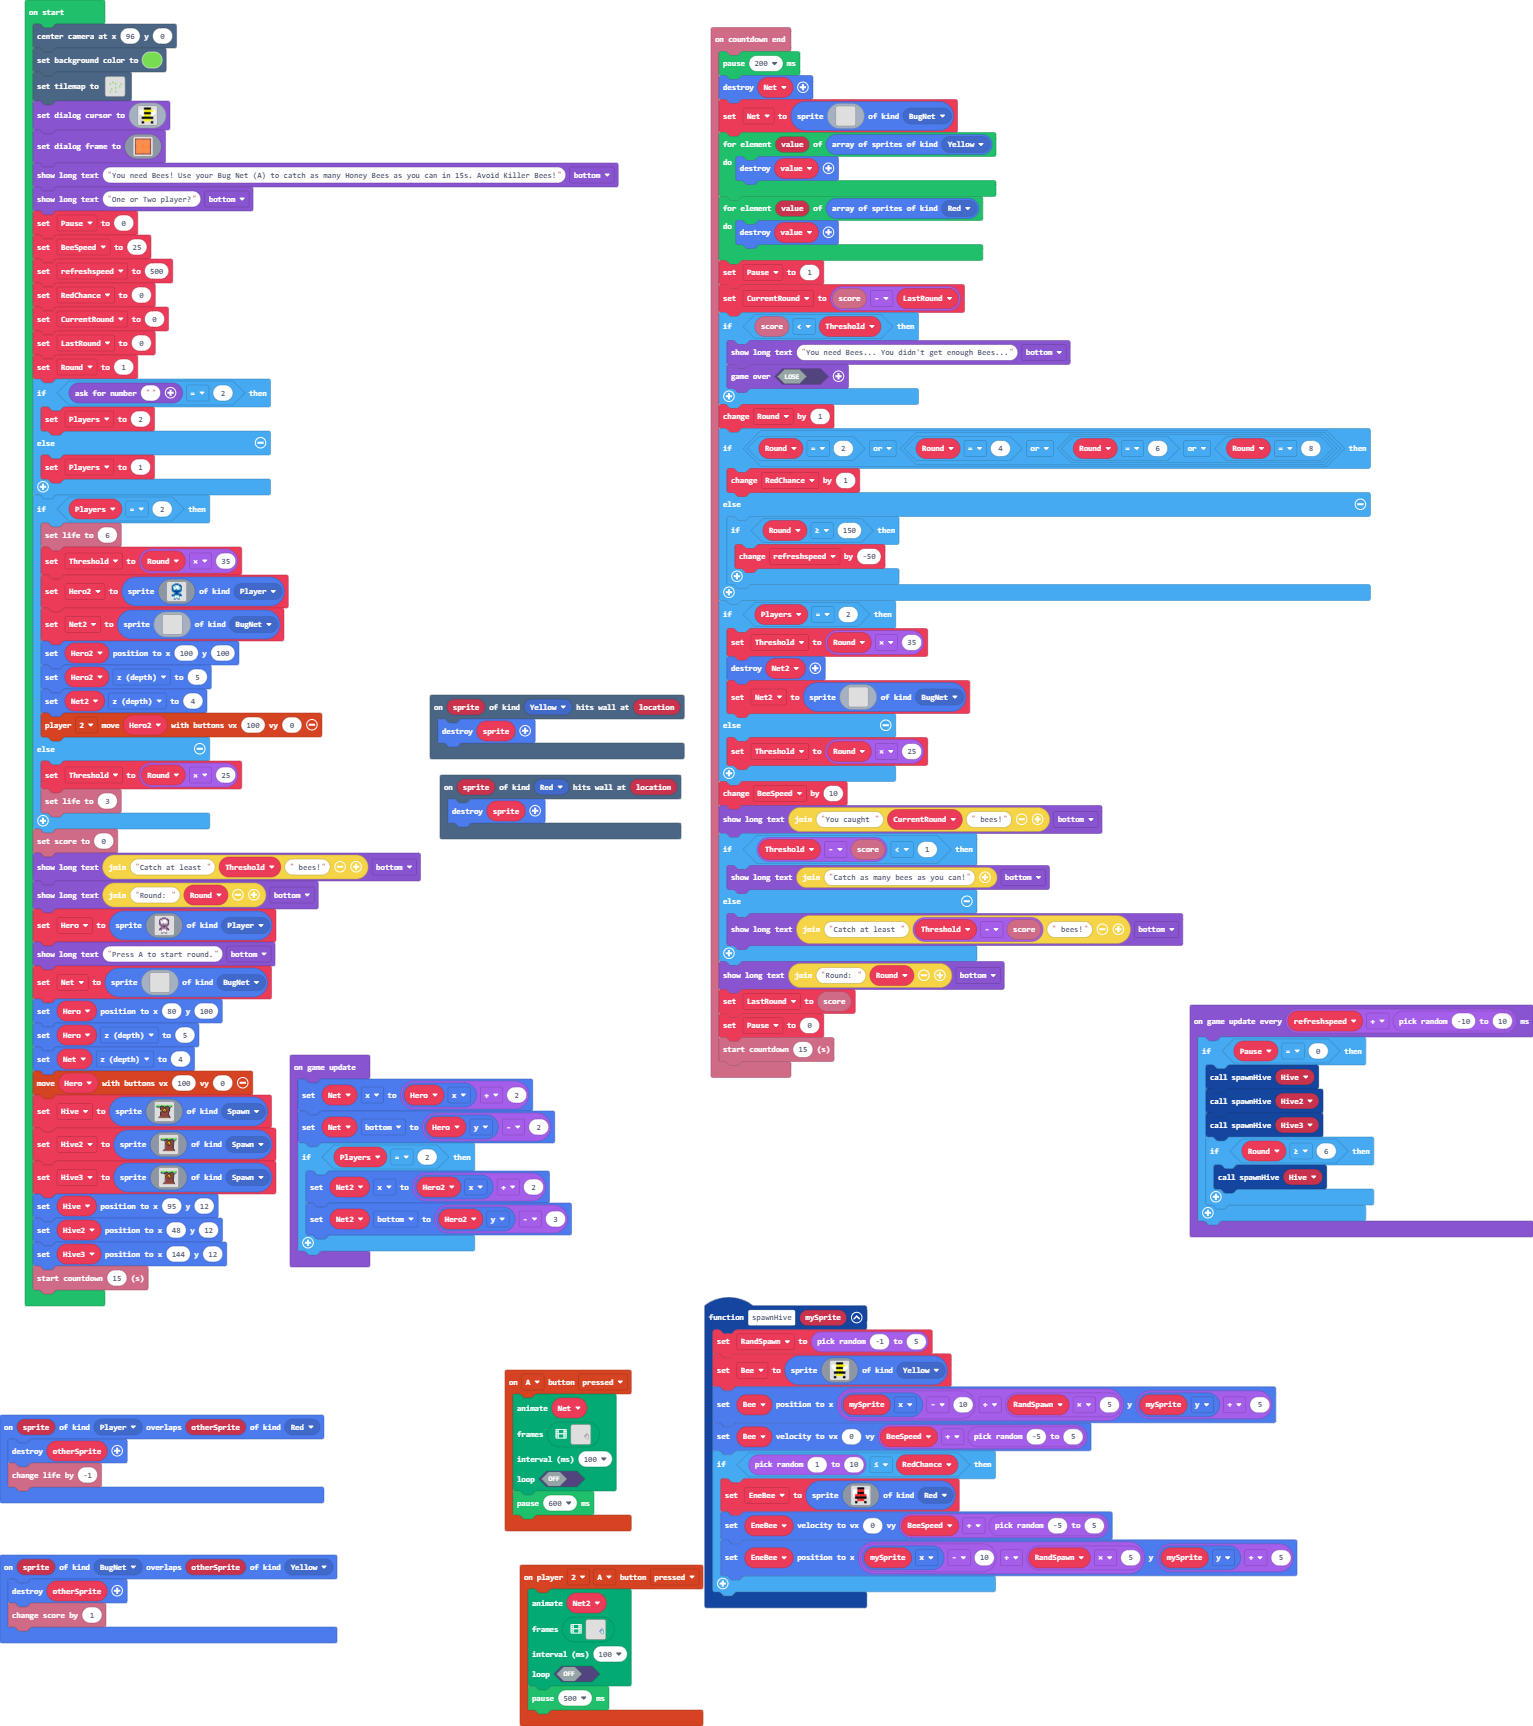 on start
center camera at x 96 y 0
set background color to
set tilemap to
set dialog cursor to
set dialog frame to
show long text "You need Bees! Use your Bug Net (A) to catch as many Honey Bees as you can in 15s. Avoid Killer Bees!" bottom
show long text "One or Two player?" bottom
set Pause to 0
set BeeSpeed to 25
set refreshspeed to 500
set RedChance to 0
set CurrentRound to 0
set LastRound to 0
set Round to 1
if ask for number "" = 2 then
set Players to 2
else
set Players to 1
if Players = 2 then
set life to 6
set Threshold to Round × 35
set Hero2 to sprite of kind Player
set Net2 to sprite of kind BugNet
set Hero2 position to x 100 y 100
set Hero2 z (depth) to 5
set Net2 z (depth) to 4
player 2 move Hero2 with buttons vx 100 vy 0
else
set Threshold to Round × 25
set life to 3
set score to 0
show long text join "Catch at least " Threshold " bees!" bottom
show long text join "Round: " Round bottom
set Hero to sprite of kind Player
show long text "Press A to start round." bottom
set Net to sprite of kind BugNet
set Hero position to x 80 y 100
set Hero z (depth) to 5
set Net z (depth) to 4
move Hero with buttons vx 100 vy 0
set Hive to sprite of kind Spawn
set Hive2 to sprite of kind Spawn
set Hive3 to sprite of kind Spawn
set Hive position to x 95 y 12
set Hive2 position to x 48 y 12
set Hive3 position to x 144 y 12
start countdown 15 (s)
on sprite of kind Yellow hits wall at location
destroy sprite
on sprite of kind Red hits wall at location
destroy sprite
on game update
set Net x to Hero x + 2
set Net bottom to Hero y - 2
if Players = 2 then
set Net2 x to Hero2 x + 2
set Net2 bottom to Hero2 y - 3
on countdown end
pause 200 ms
destroy Net
set Net to sprite of kind BugNet
for element value of array of sprites of kind Yellow
do destroy value
for element value of array of sprites of kind Red
do destroy value
set Pause to 1
set CurrentRound to score - LastRound
if score < Threshold then
show long text "You need Bees... You didn't get enough Bees..." bottom
game over LOSE
change Round by 1
if Round = 2 or Round = 4 or Round = 6 or Round = 8 then
change RedChance by 1
else
if Round ≥ 150 then
change refreshspeed by -50
if Players = 2 then
set Threshold to Round × 35
destroy Net2
set Net2 to sprite of kind BugNet
else
set Threshold to Round × 25
change BeeSpeed by 10
show long text join "You caught " CurrentRound " bees!" bottom
if Threshold - score < 1 then
show long text join "Catch as many bees as you can!" bottom
else
show long text join "Catch at least " Threshold - score " bees!" bottom
show long text join "Round: " Round bottom
set LastRound to score
set Pause to 0
start countdown 15 (s)
on game update every refreshspeed + pick random -10 to 10 ms
if Pause = 0 then
call spawnHive Hive
call spawnHive Hive2
call spawnHive Hive3
if Round ≥ 6 then
call spawnHive Hive
function spawnHive mySprite
set RandSpawn to pick random -1 to 5
set Bee to sprite of kind Yellow
set Bee position to x mySprite x - 10 + RandSpawn × 5 y mySprite y + 5
set Bee velocity to vx 0 vy BeeSpeed + pick random -5 to 5
if pick random 1 to 10 ≤ RedChance then
set EneBee to sprite of kind Red
set EneBee velocity to vx 0 vy BeeSpeed + pick random -5 to 5
set EneBee position to x mySprite x - 10 + RandSpawn × 5 y mySprite y + 5
on A button pressed
animate Net
frames
interval (ms) 100
loop OFF
pause 600 ms
on player 2 A button pressed
animate Net2
frames
interval (ms) 100
loop OFF
pause 500 ms
on sprite of kind Player overlaps otherSprite of kind Red
destroy otherSprite
change life by -1
on sprite of kind BugNet overlaps otherSprite of kind Yellow
destroy otherSprite
change score by 1